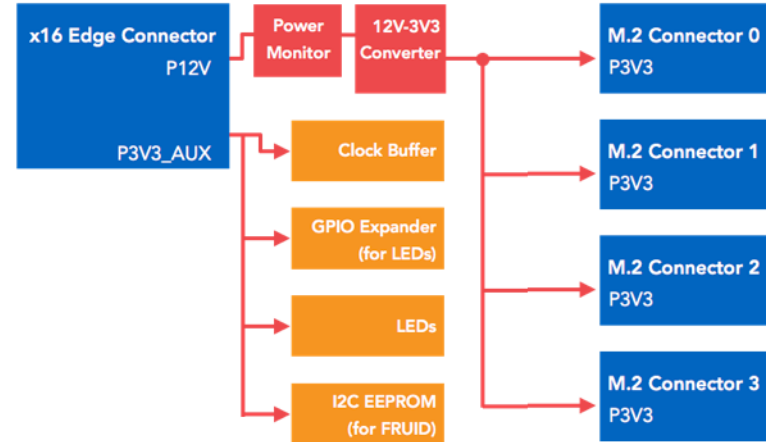 x16 Edge Connector
P12V
P3V3_AUX
Power
Monitor
12V-3V3
Converter
Clock Buffer
GPIO Expander
(for LEDs)
LEDs
I2C EEPROM
(for FRUID)
M.2 Connector 0
P3V3
M.2 Connector 1
P3V3
M.2 Connector 2
P3V3
M.2 Connector 3
P3V3